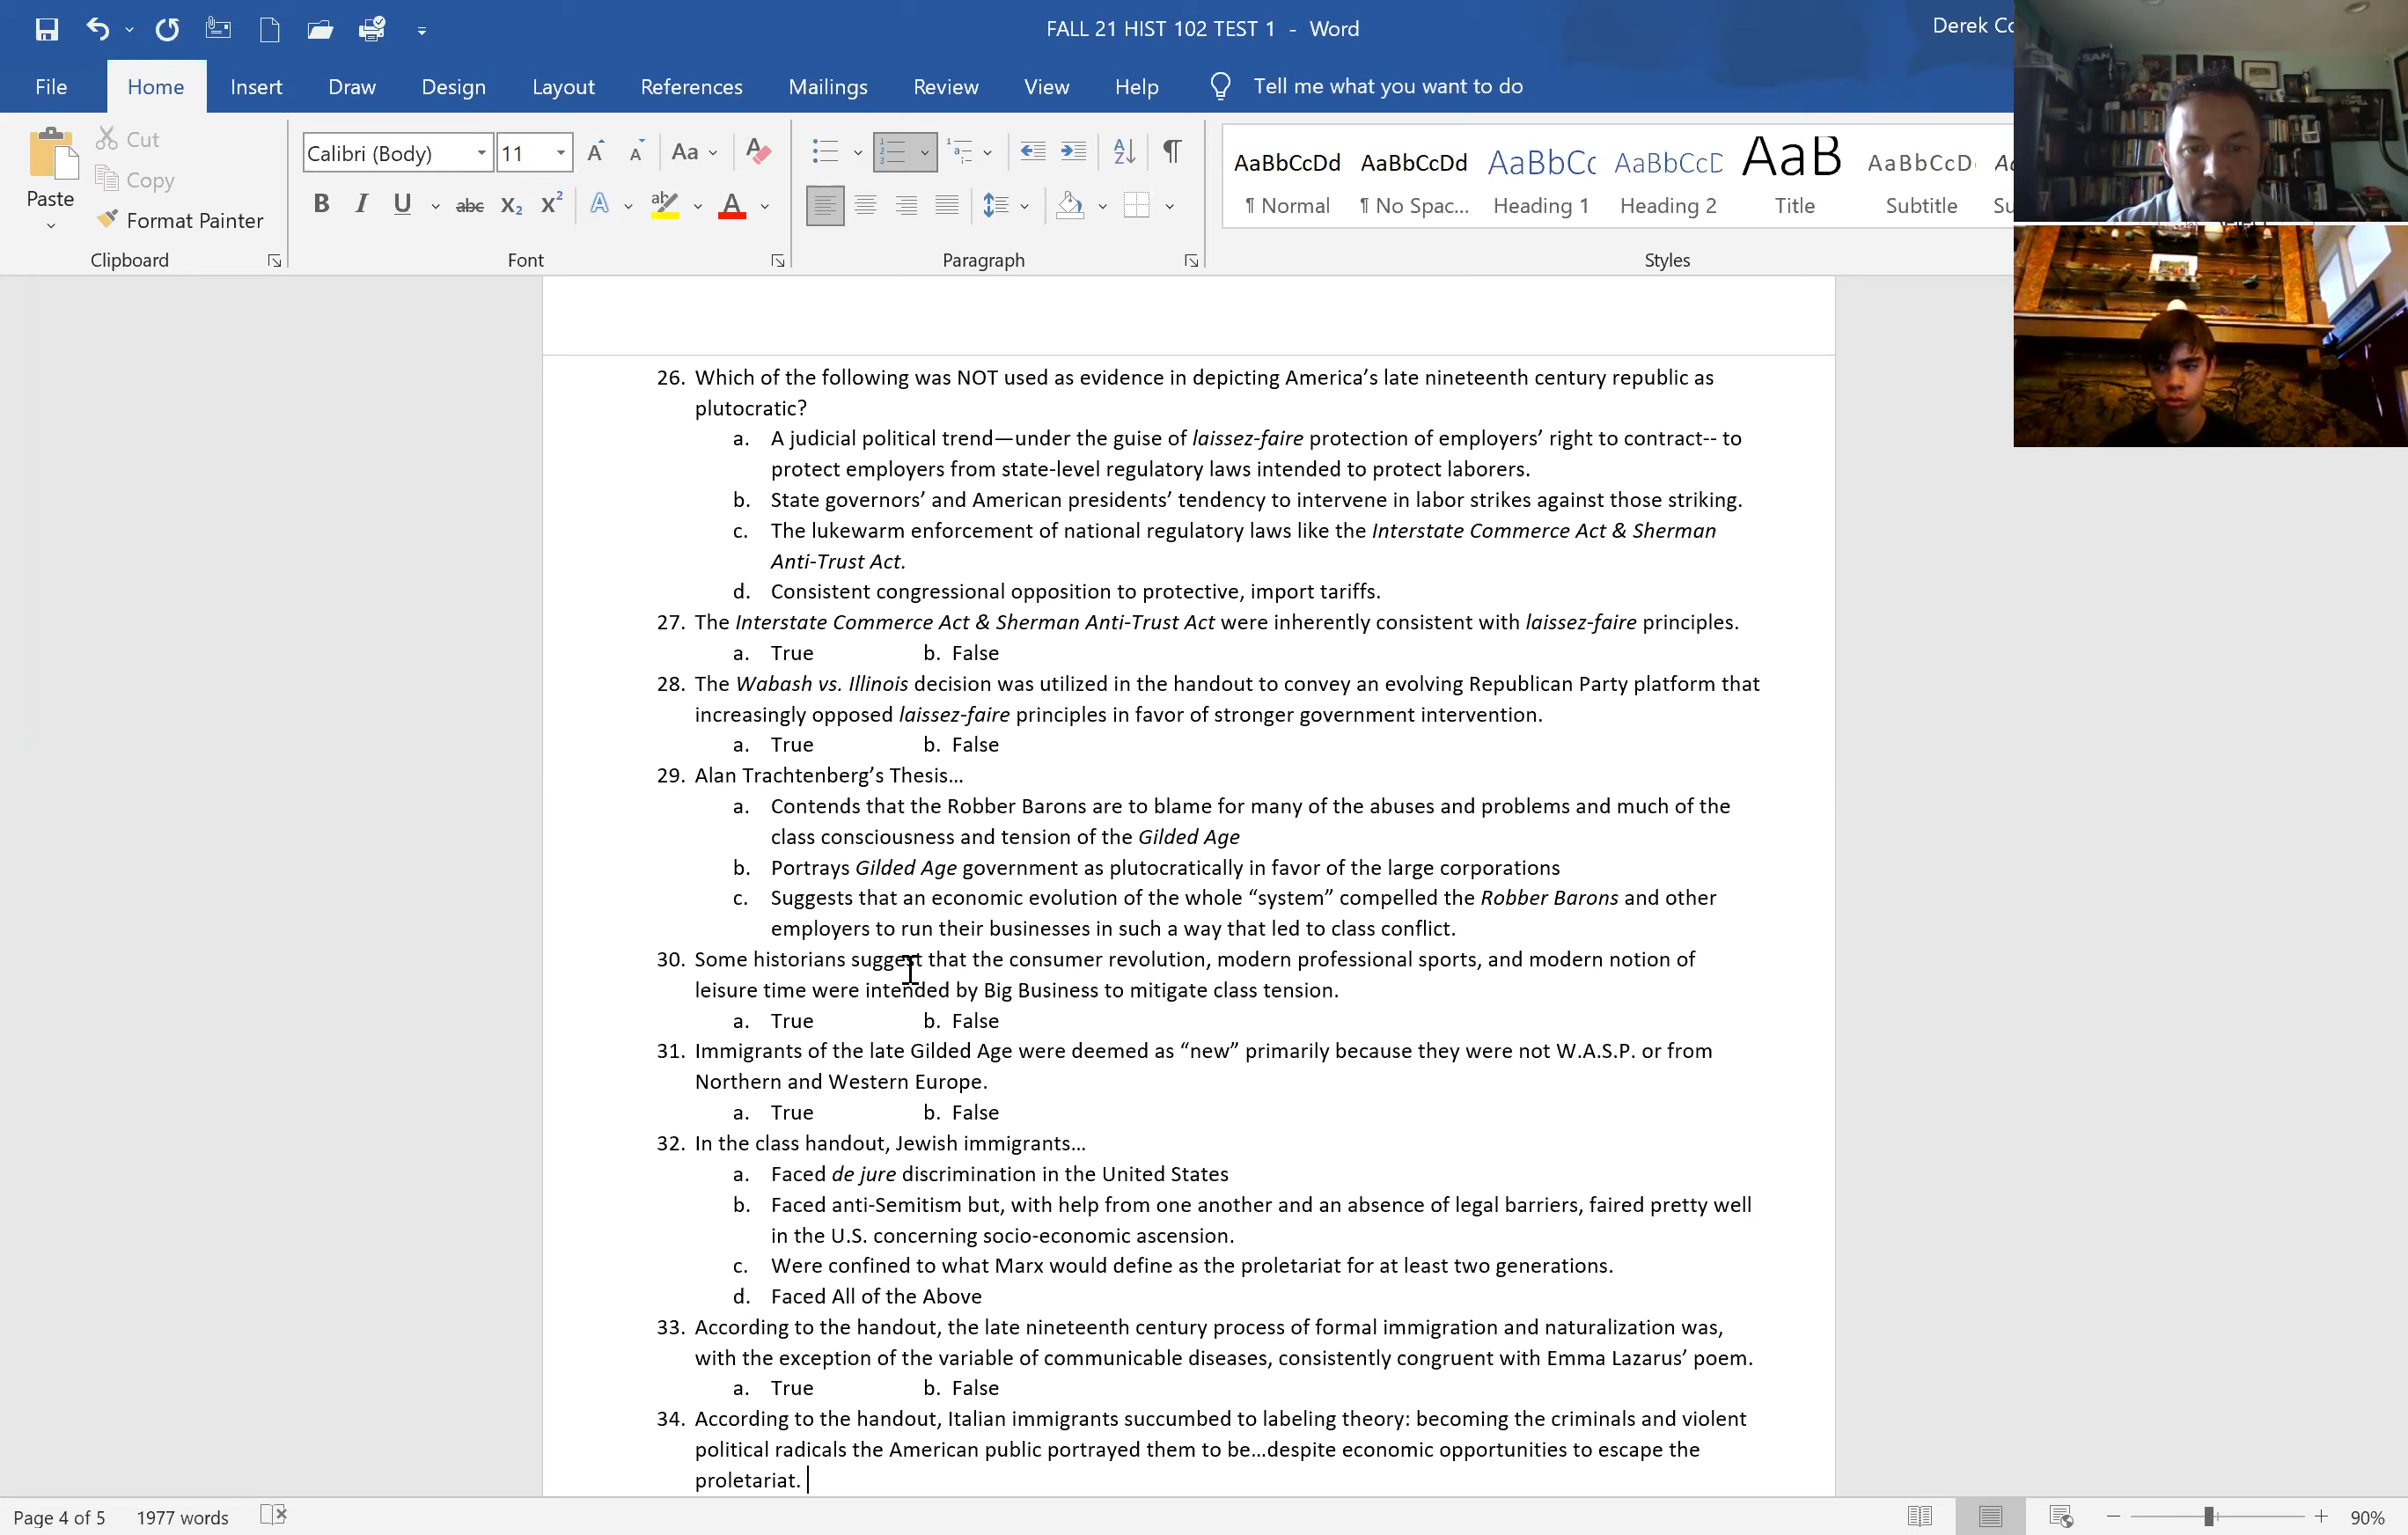 FALL 21 HIST 102 TEST 1 - Word
Derek
File Home Insert Draw Design Layout References Mailings Review View Help Tell me what you want to do
Paste
Cut
Copy
Format Painter
Clipboard
Calibri (Body) 11
Font
Paragraph
AaBbCcDd AaBbCcDd AaBbCc AaBbCcD AaB AaBbCcD
¶ Normal ¶ No Spac... Heading 1 Heading 2 Title Subtitle
Styles
26. Which of the following was NOT used as evidence in depicting America’s late nineteenth century republic as
plutocratic?
a. A judicial political trend—under the guise of laissez-faire protection of employers’ right to contract-- to
protect employers from state-level regulatory laws intended to protect laborers.
b. State governors’ and American presidents’ tendency to intervene in labor strikes against those striking.
c. The lukewarm enforcement of national regulatory laws like the Interstate Commerce Act & Sherman
Anti-Trust Act.
d. Consistent congressional opposition to protective, import tariffs.
27. The Interstate Commerce Act & Sherman Anti-Trust Act were inherently consistent with laissez-faire principles.
a. True b. False
28. The Wabash vs. Illinois decision was utilized in the handout to convey an evolving Republican Party platform that
increasingly opposed laissez-faire principles in favor of stronger government intervention.
a. True b. False
29. Alan Trachtenberg’s Thesis…
a. Contends that the Robber Barons are to blame for many of the abuses and problems and much of the
class consciousness and tension of the Gilded Age
b. Portrays Gilded Age government as plutocratically in favor of the large corporations
c. Suggests that an economic evolution of the whole “system” compelled the Robber Barons and other
employers to run their businesses in such a way that led to class conflict.
30. Some historians suggest that the consumer revolution, modern professional sports, and modern notion of
leisure time were intended by Big Business to mitigate class tension.
a. True b. False
31. Immigrants of the late Gilded Age were deemed as “new” primarily because they were not W.A.S.P. or from
Northern and Western Europe.
a. True b. False
32. In the class handout, Jewish immigrants…
a. Faced de jure discrimination in the United States
b. Faced anti-Semitism but, with help from one another and an absence of legal barriers, faired pretty well
in the U.S. concerning socio-economic ascension.
c. Were confined to what Marx would define as the proletariat for at least two generations.
d. Faced All of the Above
33. According to the handout, the late nineteenth century process of formal immigration and naturalization was,
with the exception of the variable of communicable diseases, consistently congruent with Emma Lazarus’ poem.
a. True b. False
34. According to the handout, Italian immigrants succumbed to labeling theory: becoming the criminals and violent
political radicals the American public portrayed them to be…despite economic opportunities to escape the
proletariat.
Page 4 of 5 1977 words 90%